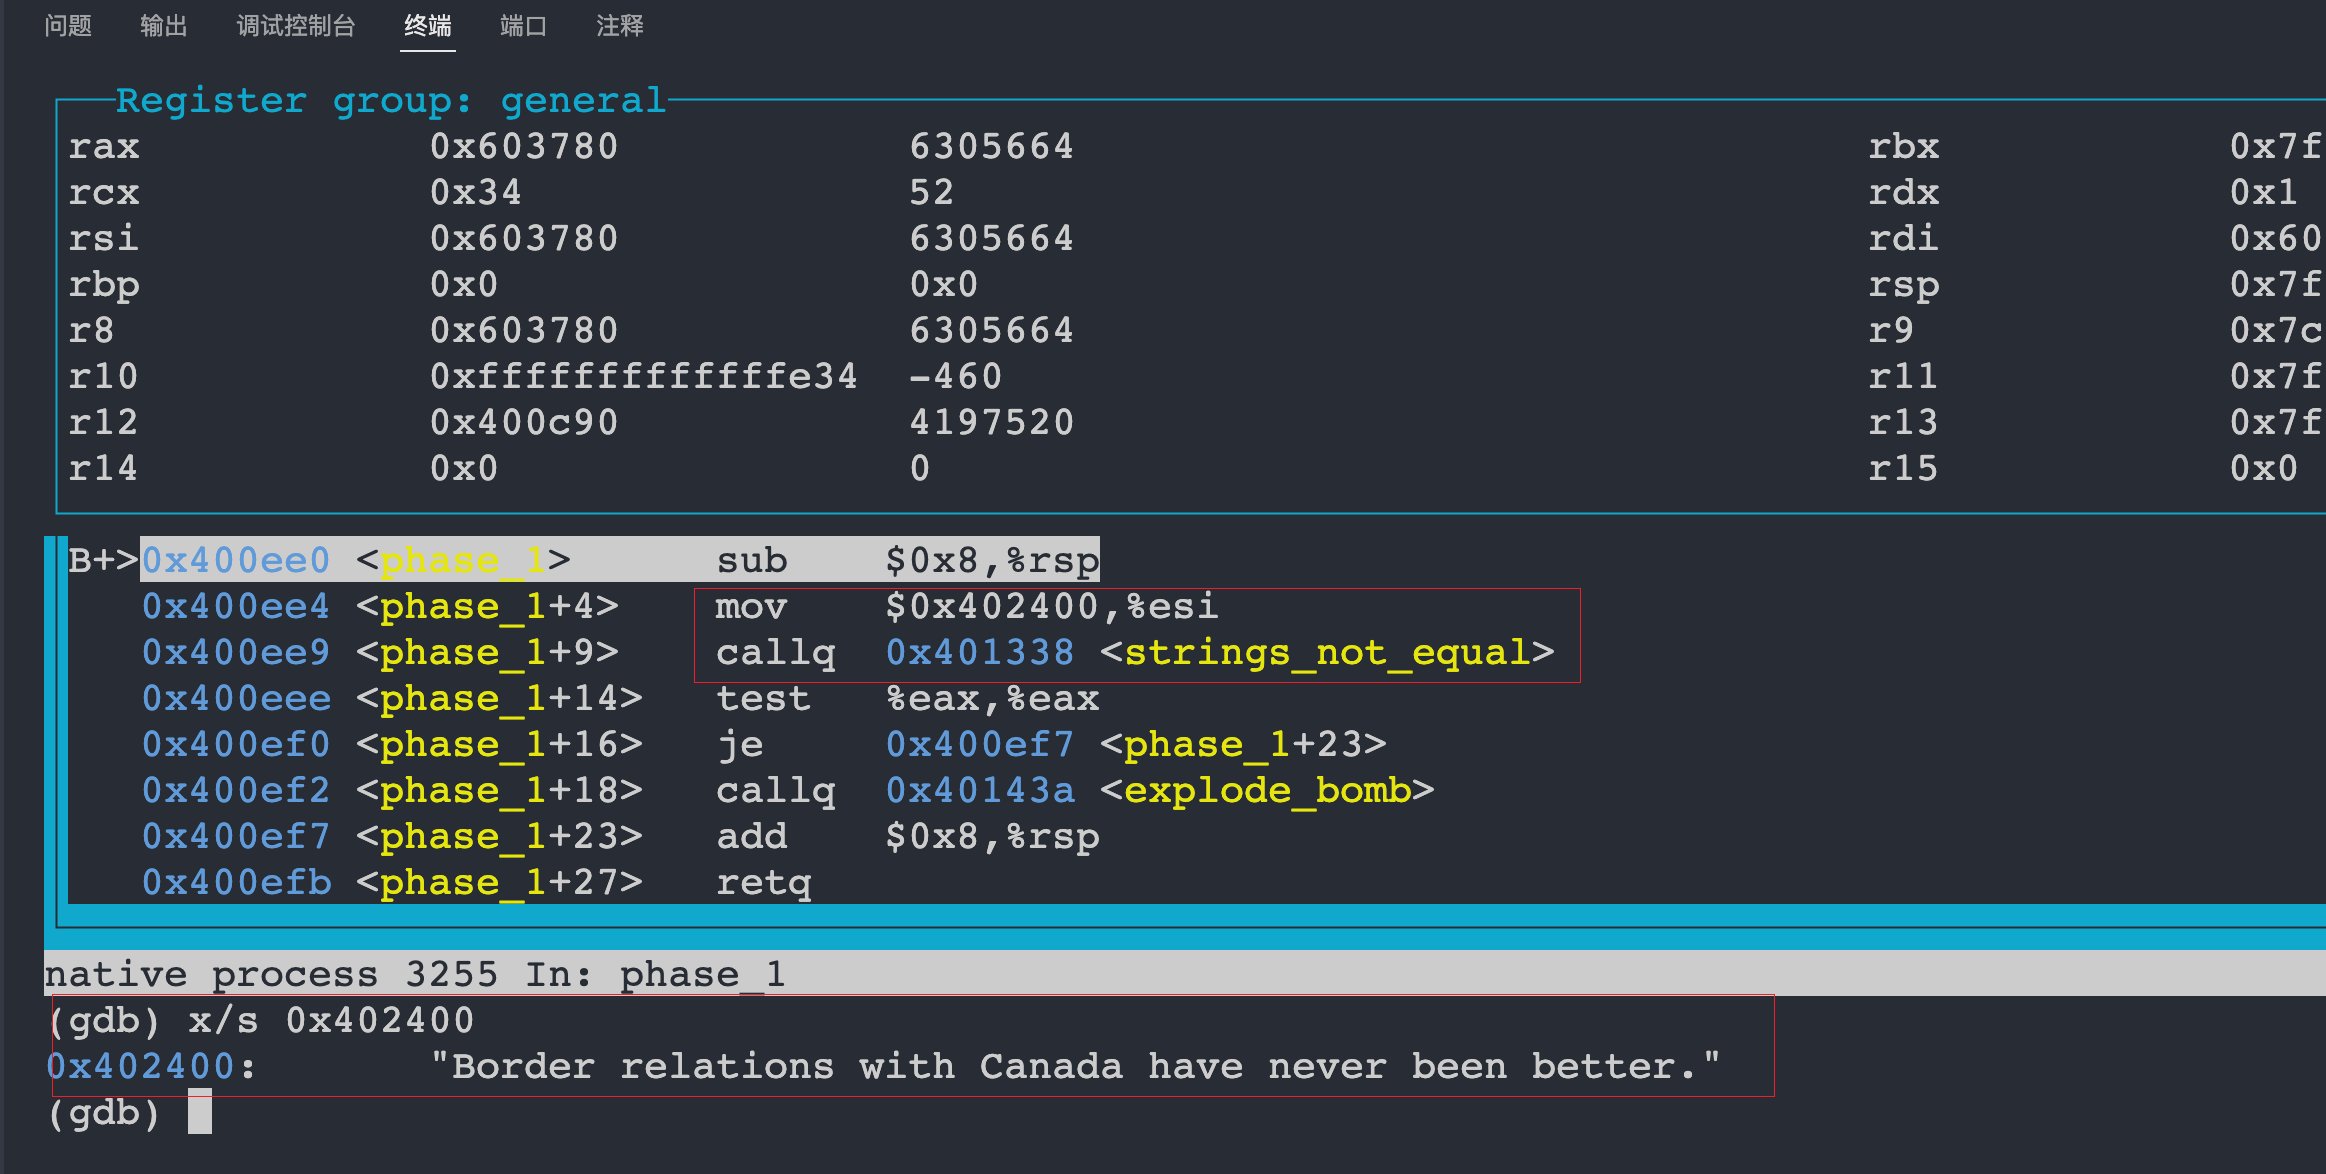 问题 输出 调试控制台 终端 端口 注释
Register group: general
rax 0x603780 6305664 rbx 0x7f
rcx 0x34 52 rdx 0x1
rsi 0x603780 6305664 rdi 0x60
rbp 0x0 0x0 rsp 0x7f
r8 0x603780 6305664 r9 0x7c
r10 0xfffffffffffffe34 -460 r11 0x7f
r12 0x400c90 4197520 r13 0x7f
r14 0x0 0 r15 0x0
B+>0x400ee0 <phase_1> sub $0x8,%rsp
0x400ee4 <phase_1+4> mov $0x402400,%esi
0x400ee9 <phase_1+9> callq 0x401338 <strings_not_equal>
0x400eee <phase_1+14> test %eax,%eax
0x400ef0 <phase_1+16> je 0x400ef7 <phase_1+23>
0x400ef2 <phase_1+18> callq 0x40143a <explode_bomb>
0x400ef7 <phase_1+23> add $0x8,%rsp
0x400efb <phase_1+27> retq
native process 3255 In: phase_1
(gdb) x/s 0x402400
0x402400: "Border relations with Canada have never been better."
(gdb)